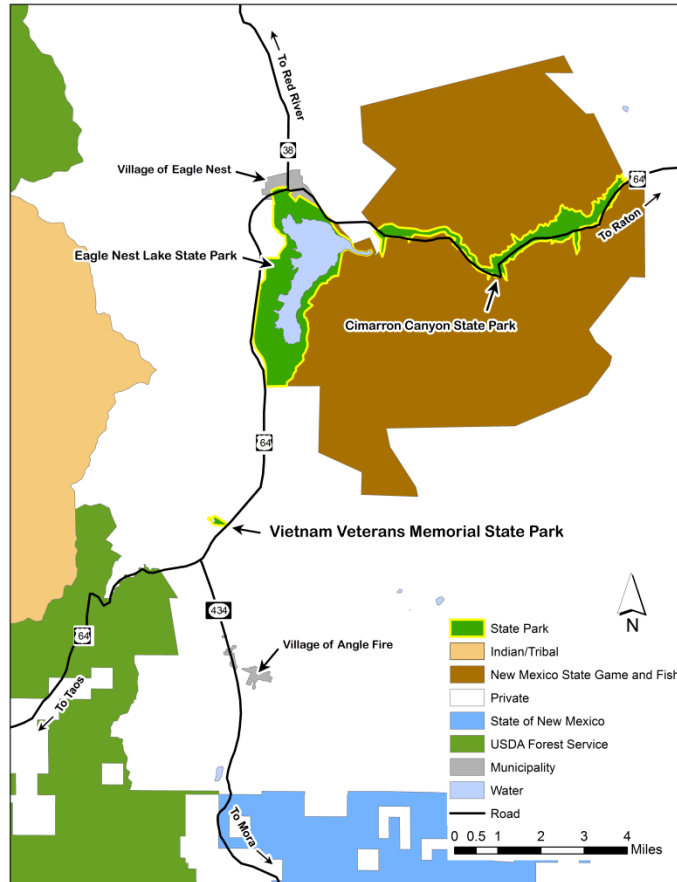 To Red River
38
Village of Eagle Nest
64
To Raton
Eagle Nest Lake State Park
Cimarron Canyon State Park
64
Vietnam Veterans Memorial State Park
434
64
Village of Angle Fire
To Taos
To Mora
N
State Park
Indian/Tribal
New Mexico State Game and Fish
Private
State of New Mexico
USDA Forest Service
Municipality
Water
Road
0 0.5 1 2 3 4
Miles